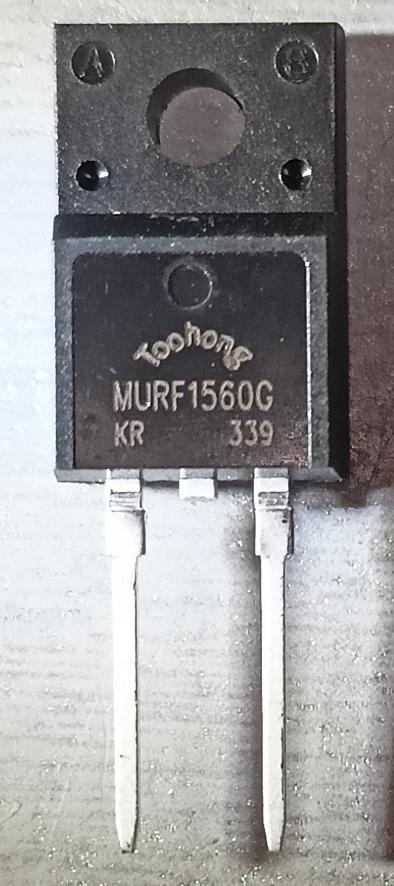 A
Toohong
MURF1560G
KR 339